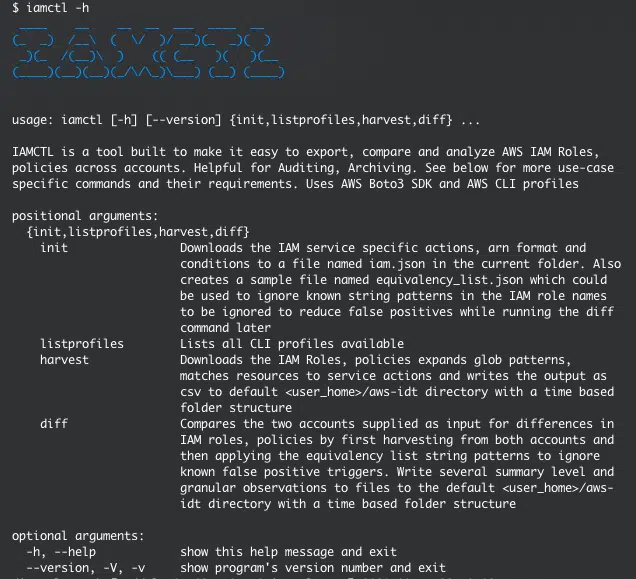 $ iamctl -h
IAMCTL
usage: iamctl [-h] [--version] {init,listprofiles,harvest,diff} ...
IAMCTL is a tool built to make it easy to export, compare and analyze AWS IAM Roles,
policies across accounts. Helpful for Auditing, Archiving. See below for more use-case
specific commands and their requirements. Uses AWS Boto3 SDK and AWS CLI profiles
positional arguments:
{init,listprofiles,harvest,diff}
init Downloads the IAM service specific actions, arn format and
conditions to a file named iam.json in the current folder. Also
creates a sample file named equivalency_list.json which could
be used to ignore known string patterns in the IAM role names
to be ignored to reduce false positives while running the diff
command later
listprofiles Lists all CLI profiles available
harvest Downloads the IAM Roles, policies expands glob patterns,
matches resources to service actions and writes the output as
csv to default <user_home>/aws-idt directory with a time based
folder structure
diff Compares the two accounts supplied as input for differences in
IAM roles, policies by first harvesting from both accounts and
then applying the equivalency list string patterns to ignore
known false positive triggers. Write several summary level and
granular observations to files to the default <user_home>/aws-
idt directory with a time based folder structure
optional arguments:
-h, --help show this help message and exit
--version, -V, -v show program's version number and exit